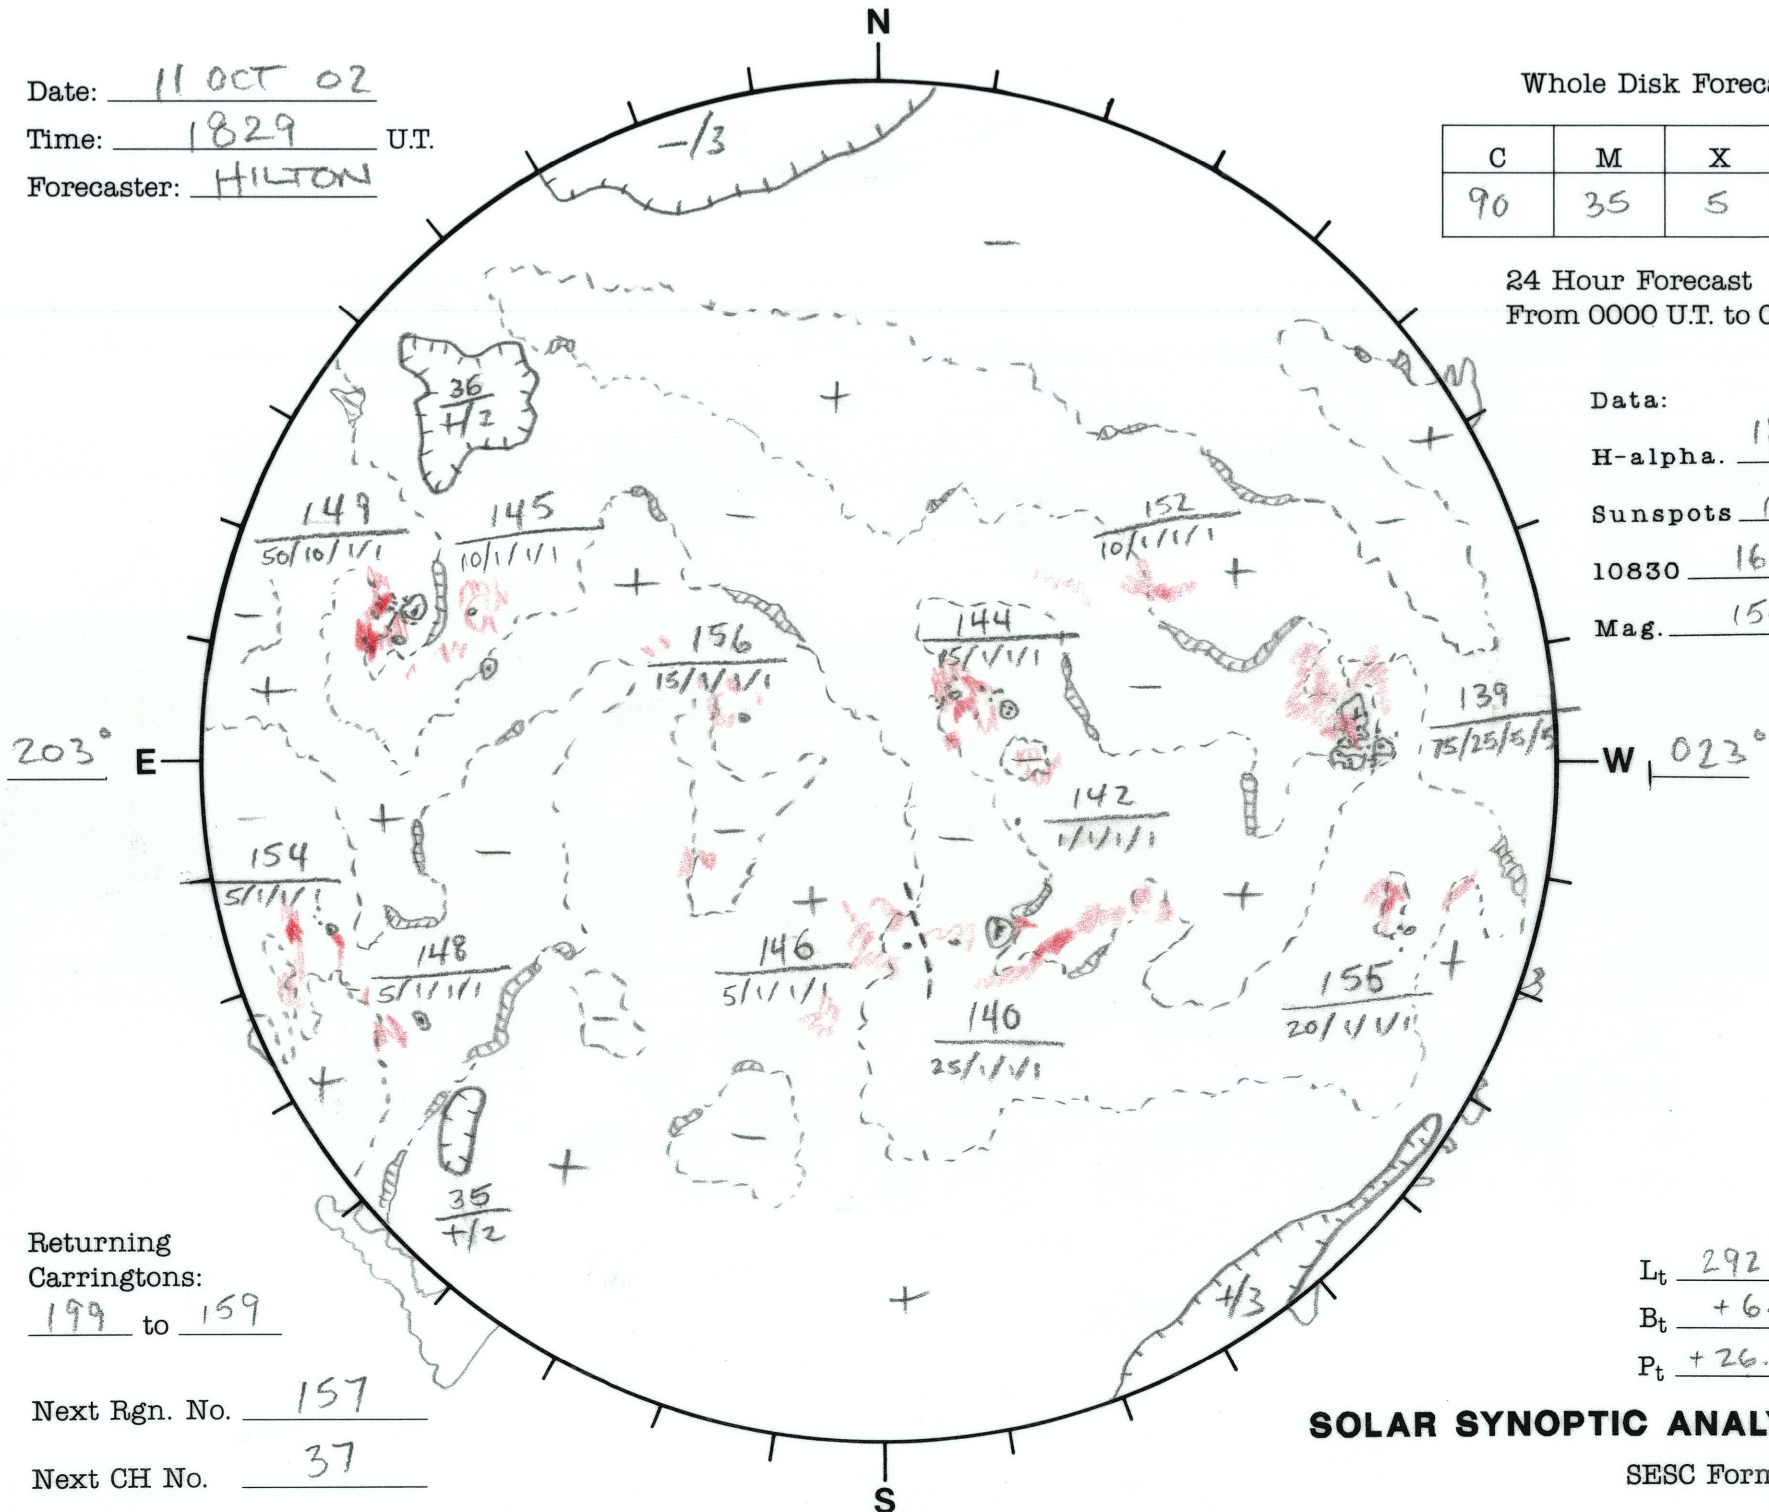 N
Date: 11 OCT 02
Time: 1829 U.T.
Forecaster: HILTON
Whole Disk Foreca
C M X
90 35 5
24 Hour Forecast
From 0000 U.T. to 0
-/3
-
36
+/2
+
+
Data:
H-alpha.
Sunspots
10830 16
Mag. 15
149
50/10/1/1
145
10/1/1/1
-
152
10/1/1/1
-
-
+
+
+
156
15/1/1/1
144
15/1/1/1
-
139
75/25/5/5
203° E
-
W 023°
-
+
-
-
142
1/1/1/1
-
154
5/1/1/1
+
+
148
5/1/1/1
146
5/1/1/1
+
155
20/1/1/1
-
140
25/1/1/1
+
-
+
35
+/2
+
+/3
Returning
Carringtons:
199 to 159
Next Rgn. No. 157
Next CH No. 37
Lt 292
Bt +6.
Pt +26.
SOLAR SYNOPTIC ANALY
SESC Form
S